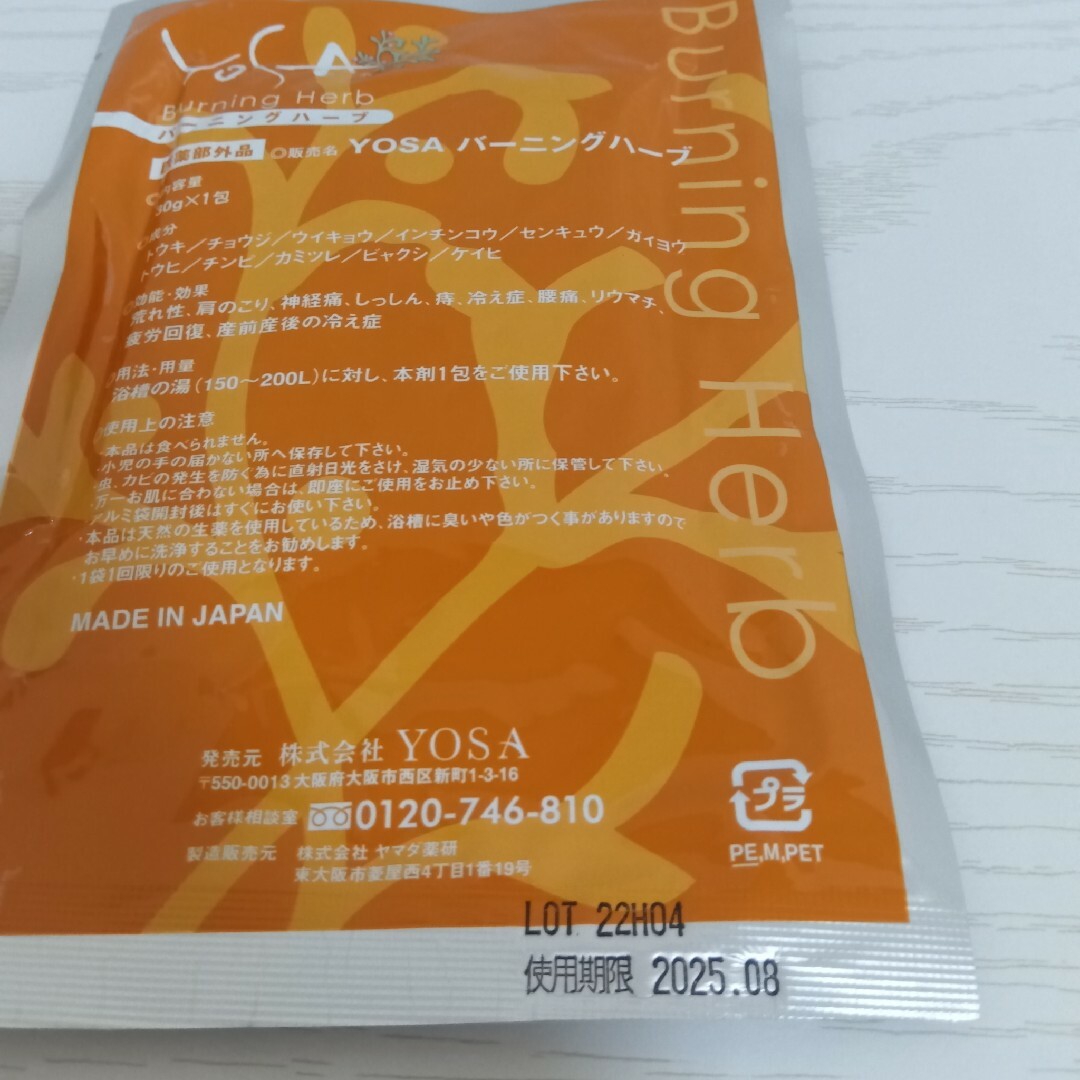 YOSA
Burning Herb
バーニングハーブ
医薬部外品 ○販売名 YOSA バーニングハーブ
○内容量
30g×1包
○成分
トウキ／チョウジ／ウイキョウ／インチンコウ／センキュウ／ガイヨウ
トウヒ／チンピ／カミツレ／ビャクシ／ケイヒ
○効能・効果
荒れ性、肩のこり、神経痛、しっしん、痔、冷え症、腰痛、リウマチ、
疲労回復、産前産後の冷え症
○用法・用量
浴槽の湯(150〜200L)に対し、本剤1包をご使用下さい。
○使用上の注意
・本品は食べられません。
・小児の手の届かない所へ保存して下さい。
・虫、カビの発生を防ぐ為に直射日光をさけ、湿気の少ない所に保管して下さい。
・万一お肌に合わない場合は、即座にご使用をお止め下さい。
・アルミ袋開封後はすぐにお使い下さい。
・本品は天然の生薬を使用しているため、浴槽に臭いや色がつく事がありますので
お早めに洗浄することをお勧めします。
・1袋1回限りのご使用となります。
MADE IN JAPAN
Burning Herb
発売元 株式会社 YOSA
〒550-0013 大阪府大阪市西区新町1-3-16
お客様相談室 0120-746-810
製造販売元 株式会社 ヤマダ薬研
東大阪市菱屋西4丁目1番19号
プラ
PE,M,PET
LOT 22H04
使用期限 2025.08